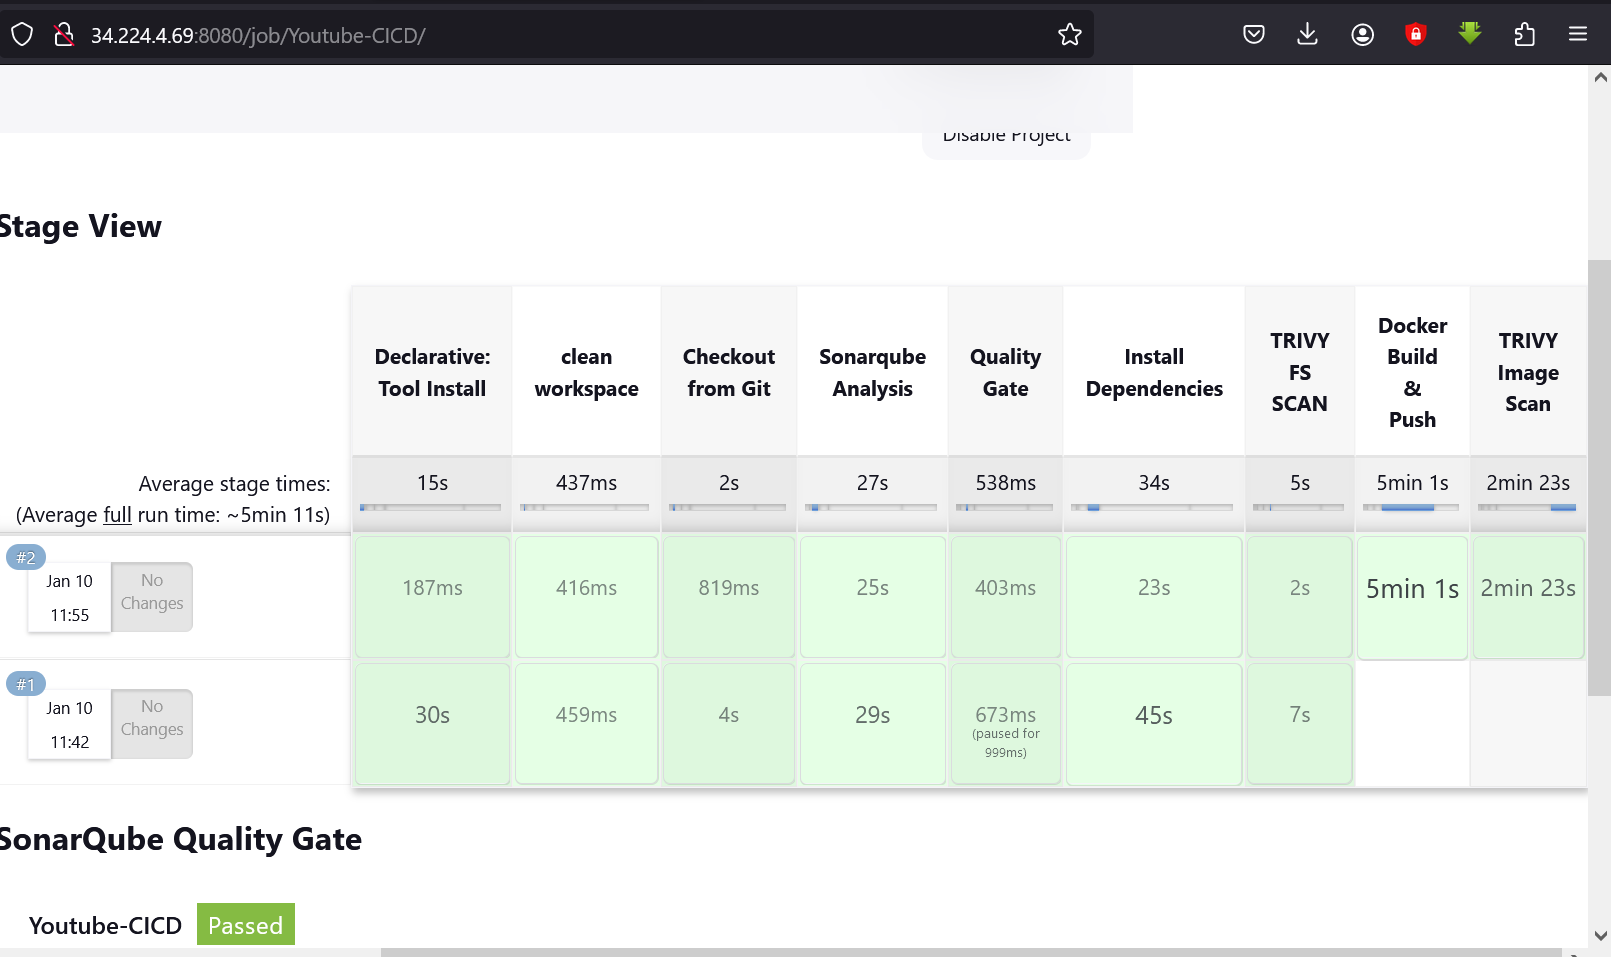 34.224.4.69:8080/job/Youtube-CICD/
Disable Project
Stage View
Declarative:
Tool Install
clean
workspace
Checkout
from Git
Sonarqube
Analysis
Quality
Gate
Install
Dependencies
TRIVY
FS
SCAN
Docker
Build
&
Push
TRIVY
Image
Scan
Average stage times:
(Average full run time: ~5min 11s)
15s 437ms 2s 27s 538ms 34s 5s 5min 1s 2min 23s
#2
Jan 10
11:55
No
Changes
187ms 416ms 819ms 25s 403ms 23s 2s 5min 1s 2min 23s
#1
Jan 10
11:42
No
Changes
30s 459ms 4s 29s 673ms 45s 7s
(paused for
999ms)
SonarQube Quality Gate
Youtube-CICD Passed